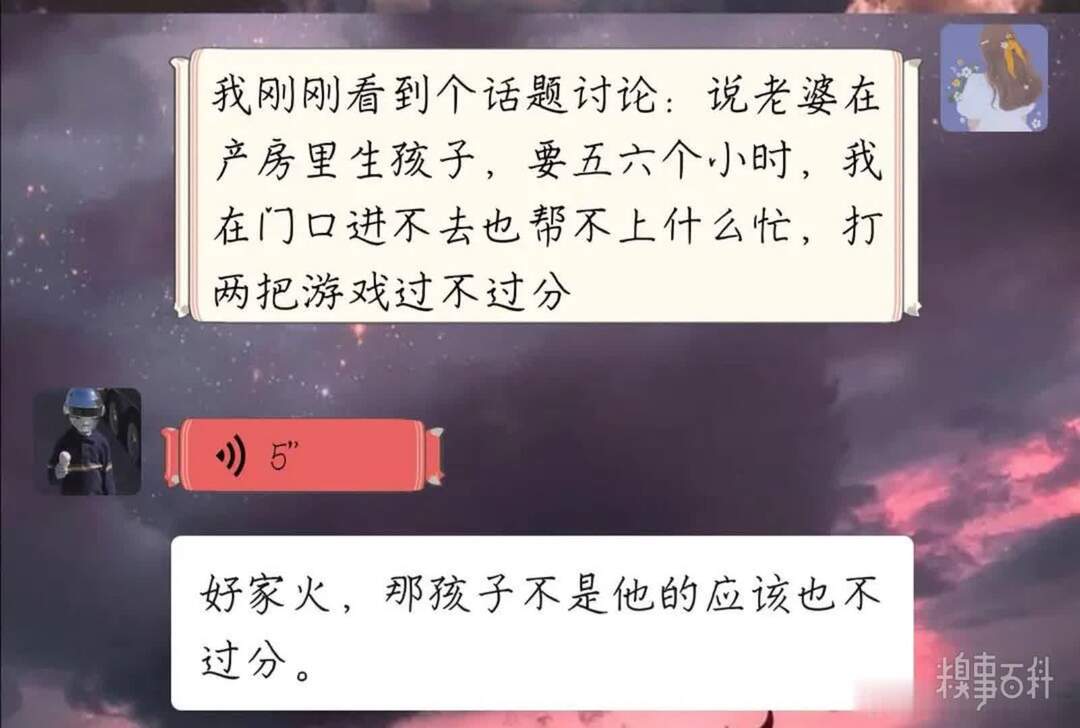 我刚刚看到个话题讨论：说老婆在
产房里生孩子，要五六个小时，我
在门口进不去也帮不上什么忙，打
两把游戏过不过分
5”
好家火，那孩子不是他的应该也不
过分。
糗事百科